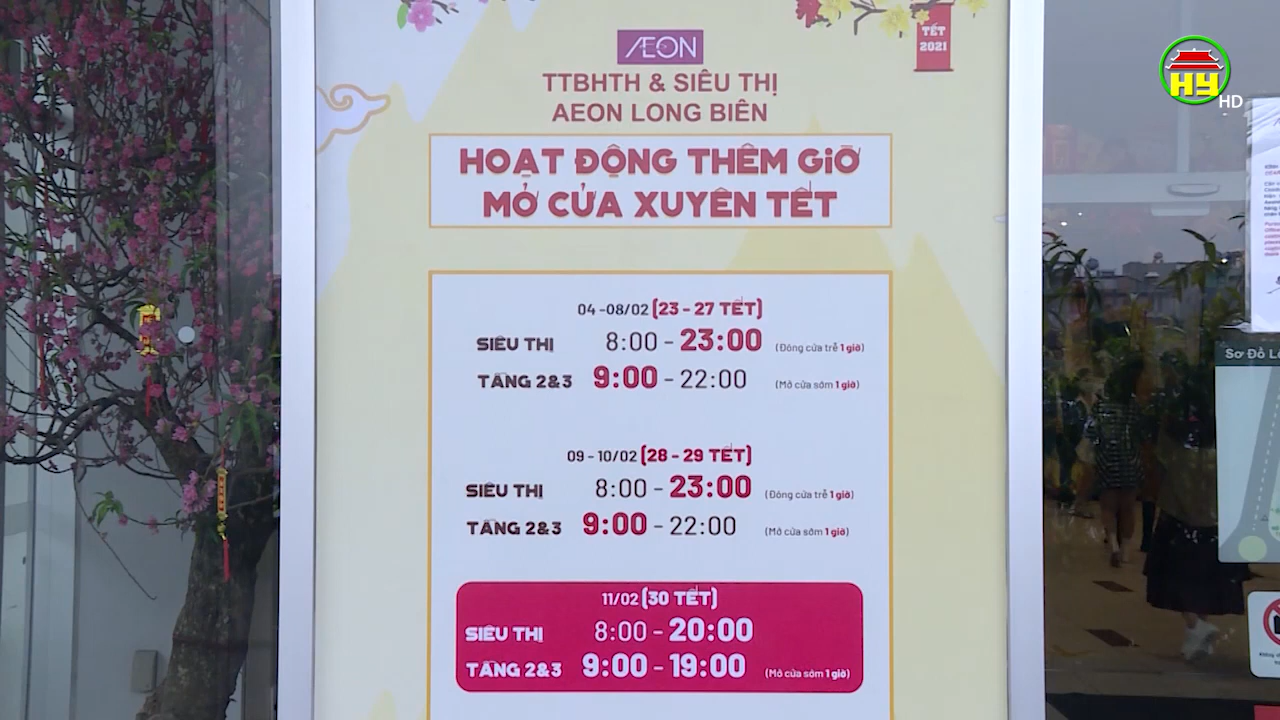 TẾT
2021
ÆON
TTBHTH & SIÊU THỊ
AEON LONG BIÊN
HOẠT ĐỘNG THÊM GIỜ
MỞ CỬA XUYÊN TẾT
04 -08/02 (23 - 27 TẾT)
SIÊU THỊ 8:00 - 23:00 (Đóng cửa trễ 1 giờ)
TẦNG 2&3 9:00 - 22:00 (Mở cửa sớm 1 giờ)
09 - 10/02 (28 - 29 TẾT)
SIÊU THỊ 8:00 - 23:00 (Đóng cửa trễ 1 giờ)
TẦNG 2&3 9:00 - 22:00 (Mở cửa sớm 1 giờ)
11/02 (30 TẾT)
SIÊU THỊ 8:00 - 20:00
TẦNG 2&3 9:00 - 19:00 (Mở cửa sớm 1 giờ)
HY
HD
Sơ Đồ